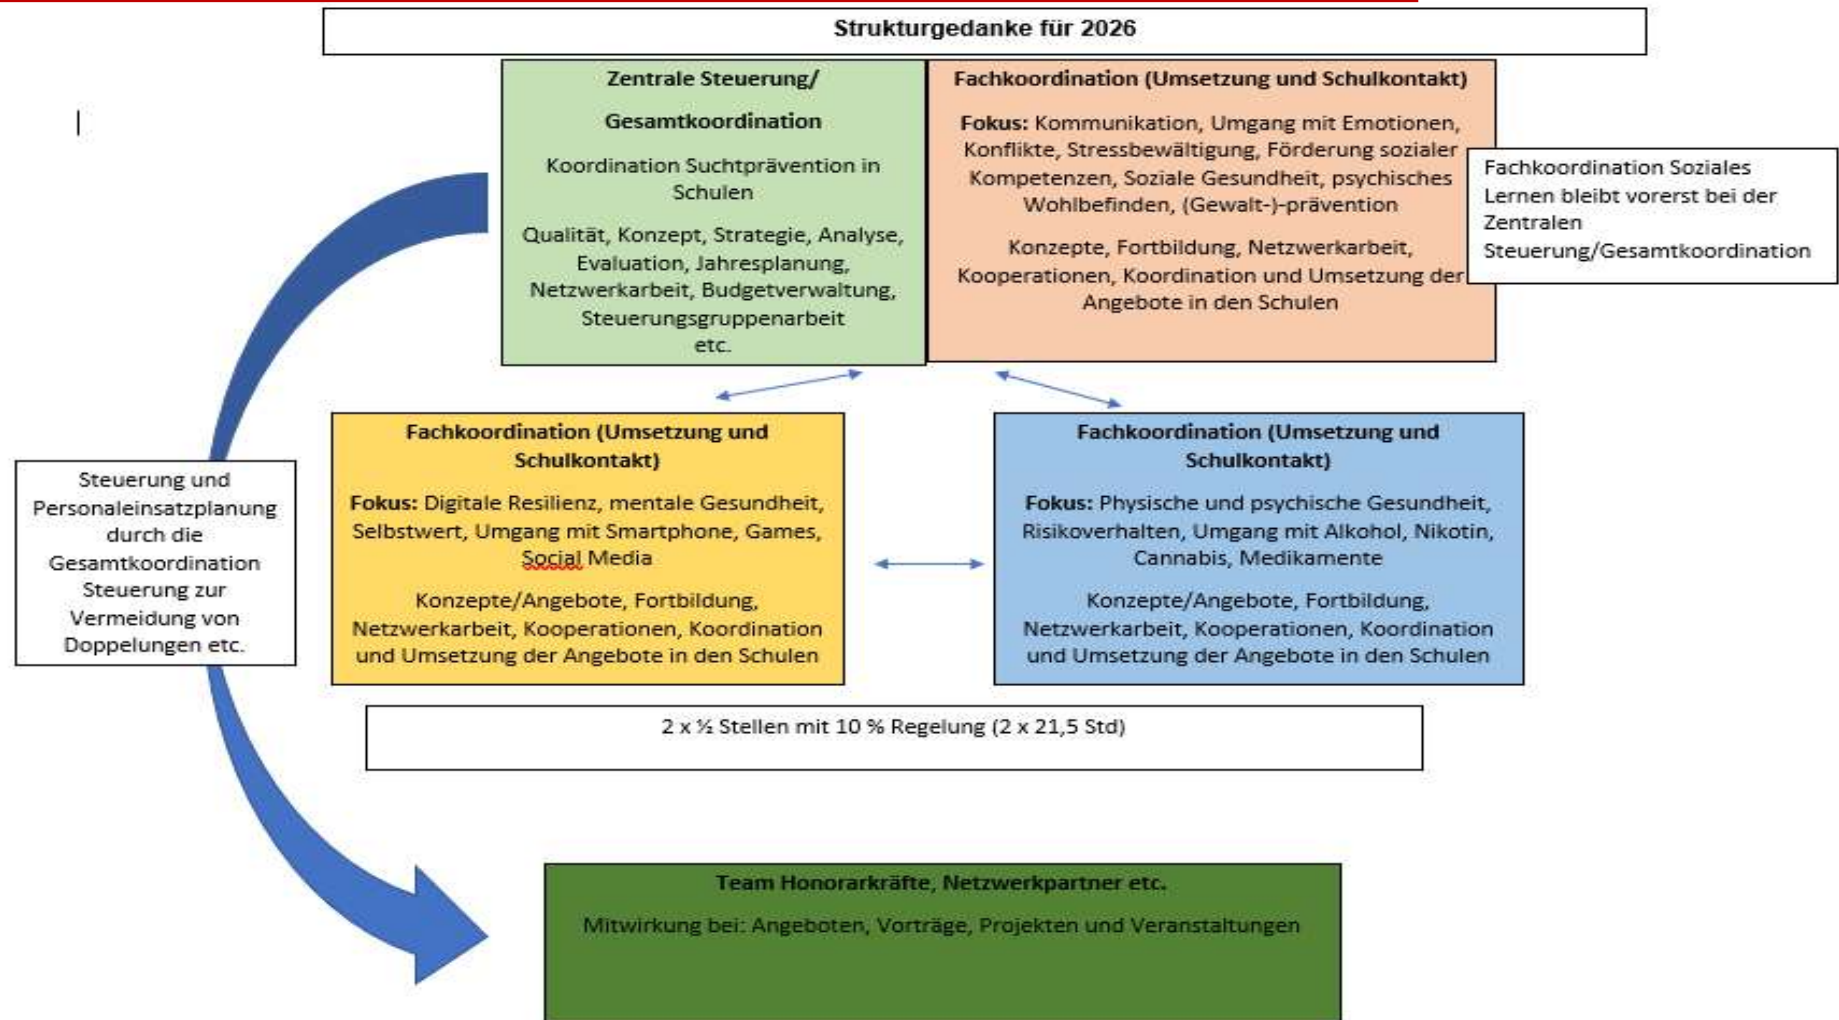 Strukturgedanke für 2026
Zentrale Steuerung/
Gesamtkoordination
Koordination Suchtprävention in
Schulen
Qualität, Konzept, Strategie, Analyse,
Evaluation, Jahresplanung,
Netzwerkarbeit, Budgetverwaltung,
Steuerungsgruppenarbeit
etc.
Fachkoordination (Umsetzung und Schulkontakt)
Fokus: Kommunikation, Umgang mit Emotionen,
Konflikte, Stressbewältigung, Förderung sozialer
Kompetenzen, Soziale Gesundheit, psychisches
Wohlbefinden, (Gewalt-)-prävention
Konzepte, Fortbildung, Netzwerkarbeit,
Kooperationen, Koordination und Umsetzung der
Angebote in den Schulen
Fachkoordination Soziales
Lernen bleibt vorerst bei der
Zentralen
Steuerung/Gesamtkoordination
Steuerung und
Personaleinsatzplanung
durch die
Gesamtkoordination
Steuerung zur
Vermeidung von
Doppelungen etc.
Fachkoordination (Umsetzung und
Schulkontakt)
Fokus: Digitale Resilienz, mentale Gesundheit,
Selbstwert, Umgang mit Smartphone, Games,
Social Media
Konzepte/Angebote, Fortbildung,
Netzwerkarbeit, Kooperationen, Koordination
und Umsetzung der Angebote in den Schulen
Fachkoordination (Umsetzung und
Schulkontakt)
Fokus: Physische und psychische Gesundheit,
Risikoverhalten, Umgang mit Alkohol, Nikotin,
Cannabis, Medikamente
Konzepte/Angebote, Fortbildung,
Netzwerkarbeit, Kooperationen, Koordination
und Umsetzung der Angebote in den Schulen
2 x ½ Stellen mit 10 % Regelung (2 x 21,5 Std)
Team Honorarkräfte, Netzwerkpartner etc.
Mitwirkung bei: Angeboten, Vorträge, Projekten und Veranstaltungen